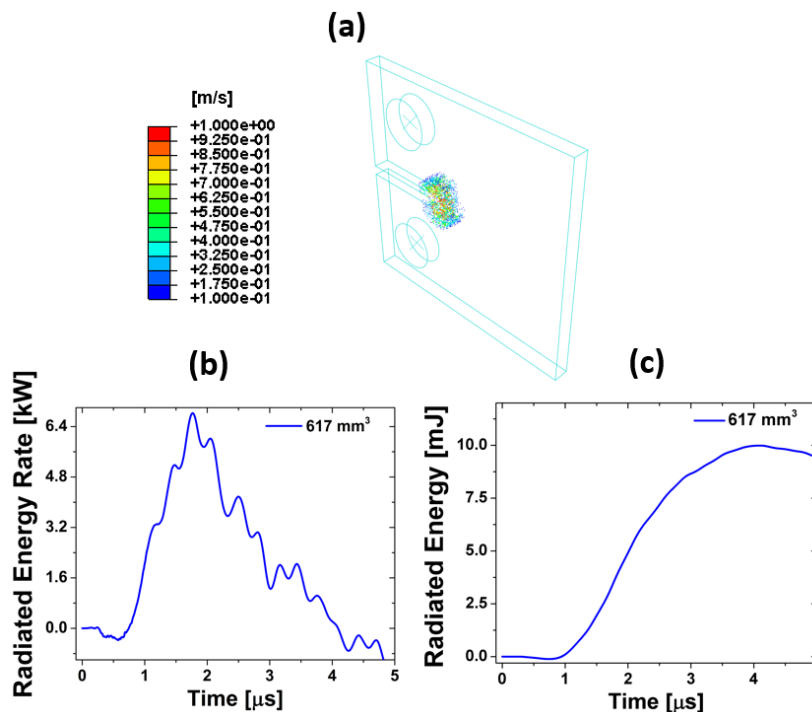 (a)
[m/s]
+1.000e+00
+9.250e-01
+8.500e-01
+7.750e-01
+7.000e-01
+6.250e-01
+5.500e-01
+4.750e-01
+4.000e-01
+3.250e-01
+2.500e-01
+1.750e-01
+1.000e-01
(b)
Radiated Energy Rate [kW]
6.4
4.8
3.2
1.6
0.0
617 mm³
0 1 2 3 4 5
Time [μs]
(c)
Radiated Energy [mJ]
10.0
7.5
5.0
2.5
0.0
617 mm³
0 1 2 3 4
Time [μs]